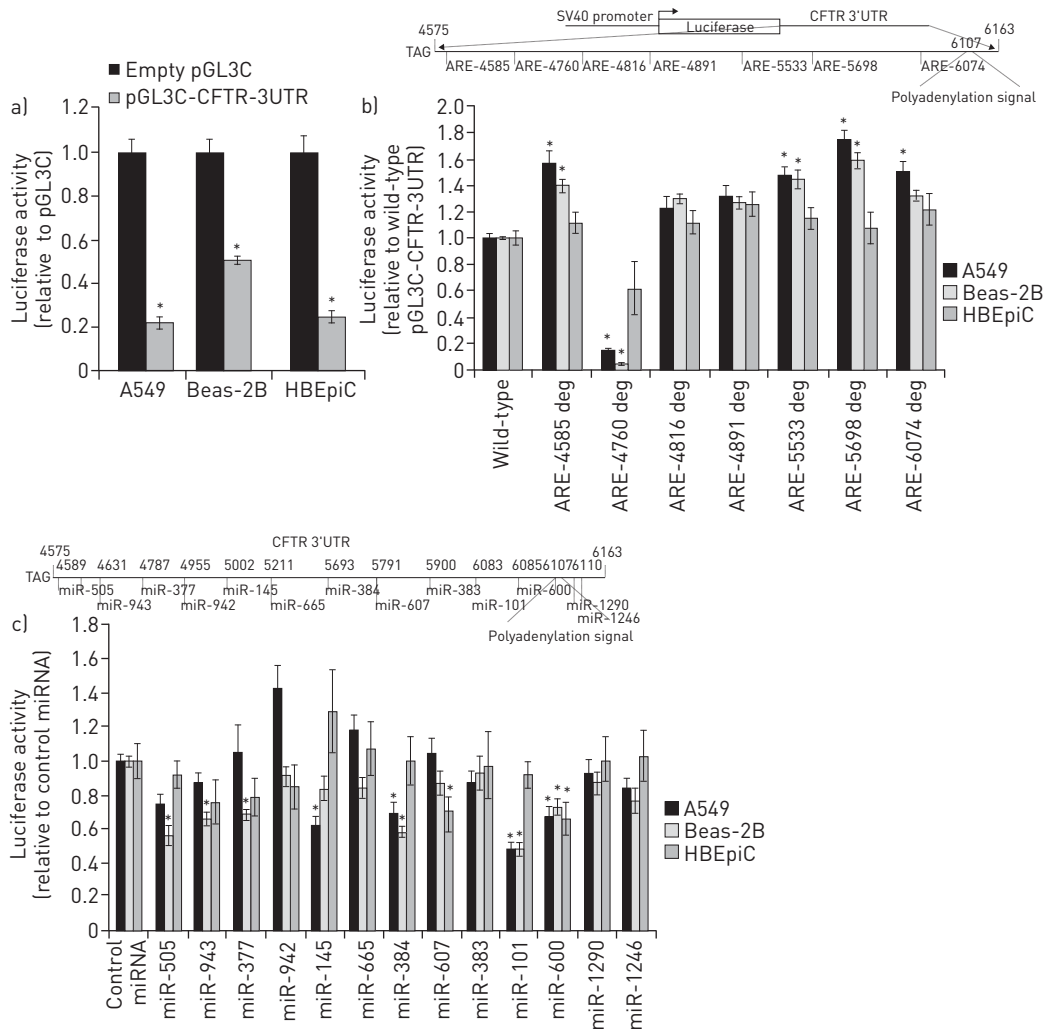 SV40 promoter
Luciferase
CFTR 3'UTR
4575
6107
6163
TAG
ARE-4585
ARE-4760
ARE-4816
ARE-4891
ARE-5533
ARE-5698
ARE-6074
Polyadenylation signal
Empty pGL3C
pGL3C-CFTR-3UTR
a)
Luciferase activity
(relative to pGL3C)
1.2
1.0
0.8
0.6
0.4
0.2
0
* * *
A549 Beas-2B HBEpiC
b)
Luciferase activity
(relative to wild-type
pGL3C-CFTR-3UTR)
2.0
1.8
1.6
1.4
1.2
1.0
0.8
0.6
0.4
0.2
0
* * * * * * * * *
A549
Beas-2B
HBEpiC
Wild-type
ARE-4585 deg
ARE-4760 deg
ARE-4816 deg
ARE-4891 deg
ARE-5533 deg
ARE-5698 deg
ARE-6074 deg
CFTR 3'UTR
4575
6163
4589 4631 4787 4955 5002 5211 5693 5791 5900 6083 6085 6107 6110
TAG
miR-505 miR-377 miR-145 miR-384 miR-383 miR-600 miR-1290
miR-943 miR-942 miR-665 miR-607 miR-101 miR-1246
Polyadenylation signal
c)
Luciferase activity
(relative to control miRNA)
1.8
1.6
1.4
1.2
1.0
0.8
0.6
0.4
0.2
0
* * * * * * * * * * * *
A549
Beas-2B
HBEpiC
Control
miRNA
miR-505
miR-943
miR-377
miR-942
miR-145
miR-665
miR-384
miR-607
miR-383
miR-101
miR-600
miR-1290
miR-1246